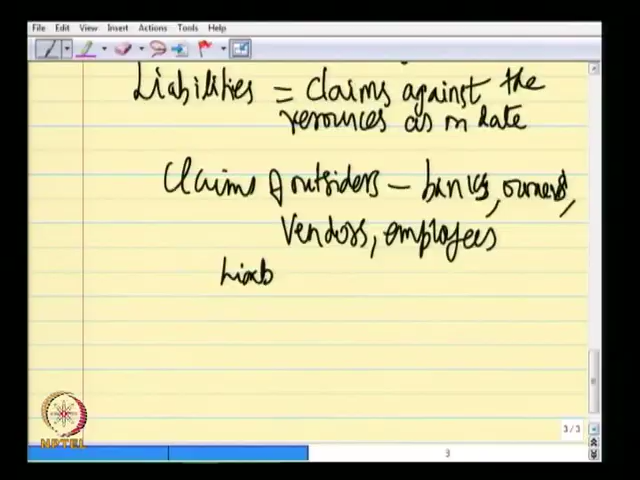 File Edit View Insert Actions Tools Help
Liabilities = Claims against the
resources as on date
Claims of outsiders – banks, owners,
Vendors, employees
Liab
NPTEL
3/3
3